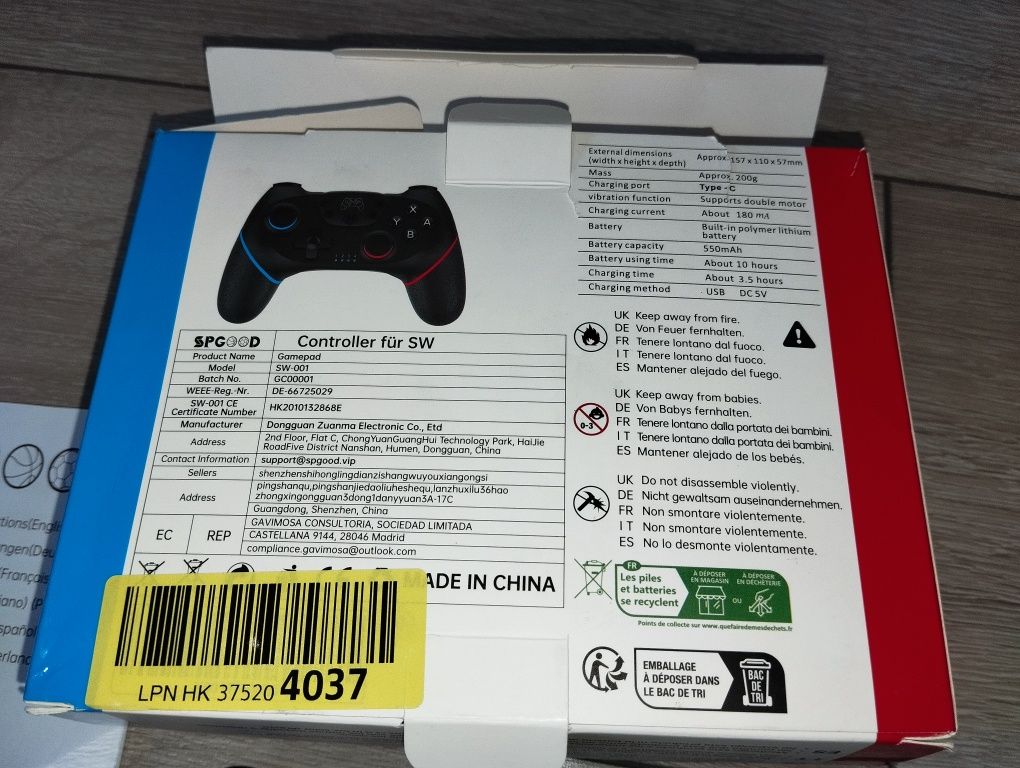 External dimensions
(width x height x depth) Approx. 157 x 110 x 57mm
Mass Approx. 200g
Charging port Type - C
vibration function Supports double motor
Charging current About 180 mA
Battery Built-in polymer lithium
battery
Battery capacity 550mAh
Battery using time About 10 hours
Charging time About 3.5 hours
Charging method USB DC 5V
X
Y A
B
SPGOOD Controller für SW
Product Name Gamepad
Model SW-001
Batch No. GC00001
WEEE-Reg.-Nr. DE-66725029
SW-001 CE
Certificate Number HK2010132868E
Manufacturer Dongguan Zuanma Electronic Co., Etd
Address 2nd Floor, Flat C, ChongYuanGuangHui Technology Park, HaiJie
RoadFive District Nanshan, Humen, Dongguan, China
Contact Information support@spgood.vip
Sellers shenzhenshihonglingdianzishangwuyouxiangongsi
Address pingshanqu,pingshanjiedaoliuhesheequ,lanzhuxilu36hao
zhongxingongguan3dong1danyyuan3A-17C
Guangdong, Shenzhen, China
EC REP GAVIMOSA CONSULTORIA, SOCIEDAD LIMITADA
CASTELLANA 9144, 28046 Madrid
compliance.gavimosa@outlook.com
MADE IN CHINA
LPN HK 37520 4037
UK Keep away from fire.
DE Von Feuer fernhalten.
FR Tenere lontano dal fuoco.
IT Tenere lontano dal fuoco.
ES Mantener alejado del fuego.
0-3
UK Keep away from babies.
DE Von Babys fernhalten.
FR Tenere lontano dalla portata dei bambini.
IT Tenere lontano dalla portata dei bambini.
ES Mantener alejado de los bebés.
UK Do not disassemble violently.
DE Nicht gewaltsam auseinandernehmen.
FR Non smontare violentemente.
IT Non smontare violentemente.
ES No lo desmonte violentamente.
FR
Les piles
et batteries
se recyclent
À DÉPOSER
EN MAGASIN
OU
À DÉPOSER
EN DÉCHÈTERIE
Points de collecte sur www.quefairedemesdechets.fr
EMBALLAGE
À DÉPOSER DANS
LE BAC DE TRI
BAC
DE
TRI